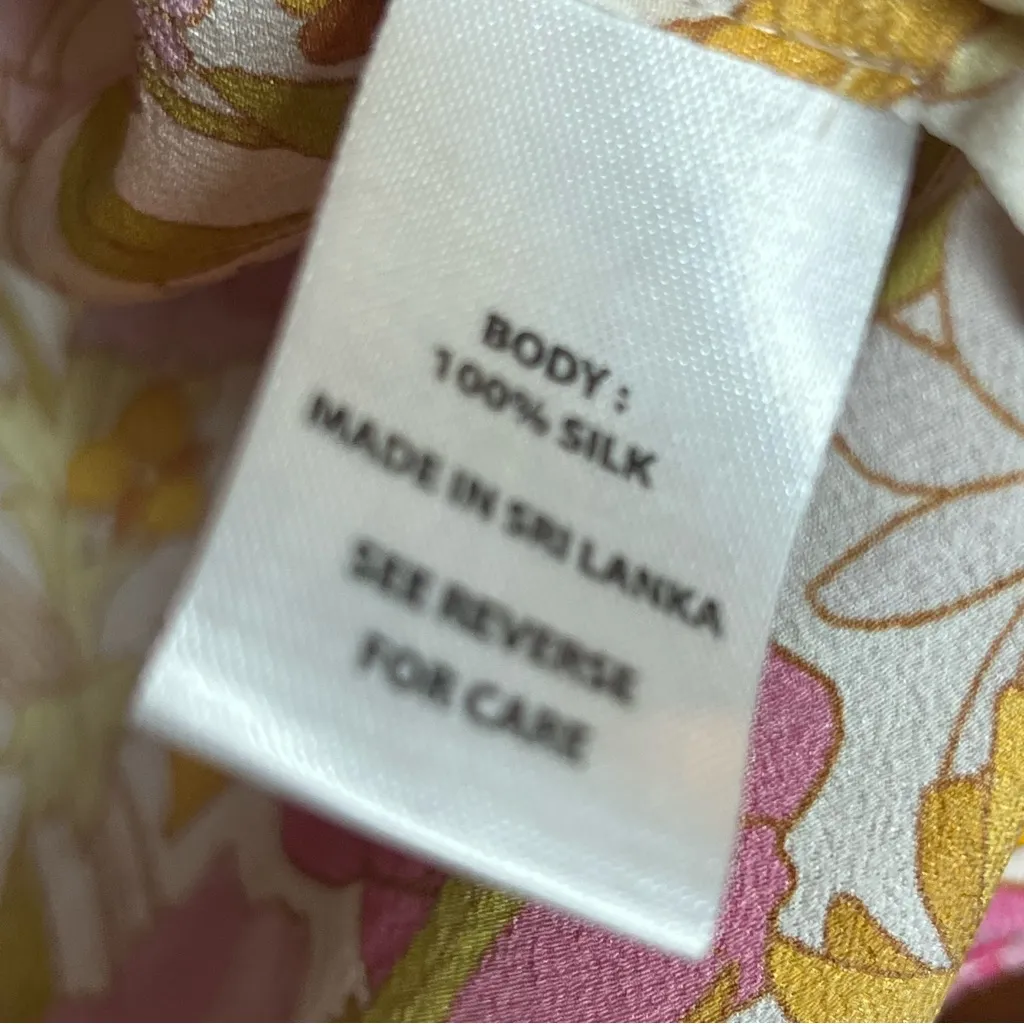 BODY :
100% SILK
MADE IN SRI LANKA
SEE REVERSE
FOR CARE